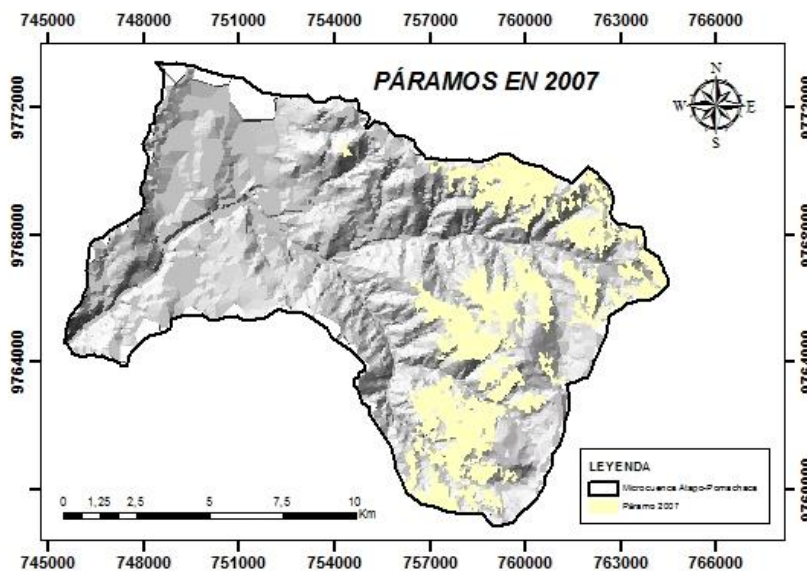 745000 748000 751000 754000 757000 760000 763000 766000
PÁRAMOS EN 2007
N
W E
S
9772000 9772000
9768000 9768000
9764000 9764000
LEYENDA
Microcuenca Atapo-Pomachaca
Páramo 2007
0 1,25 2,5 5 7,5 10
Km
745000 748000 751000 754000 757000 760000 763000 766000